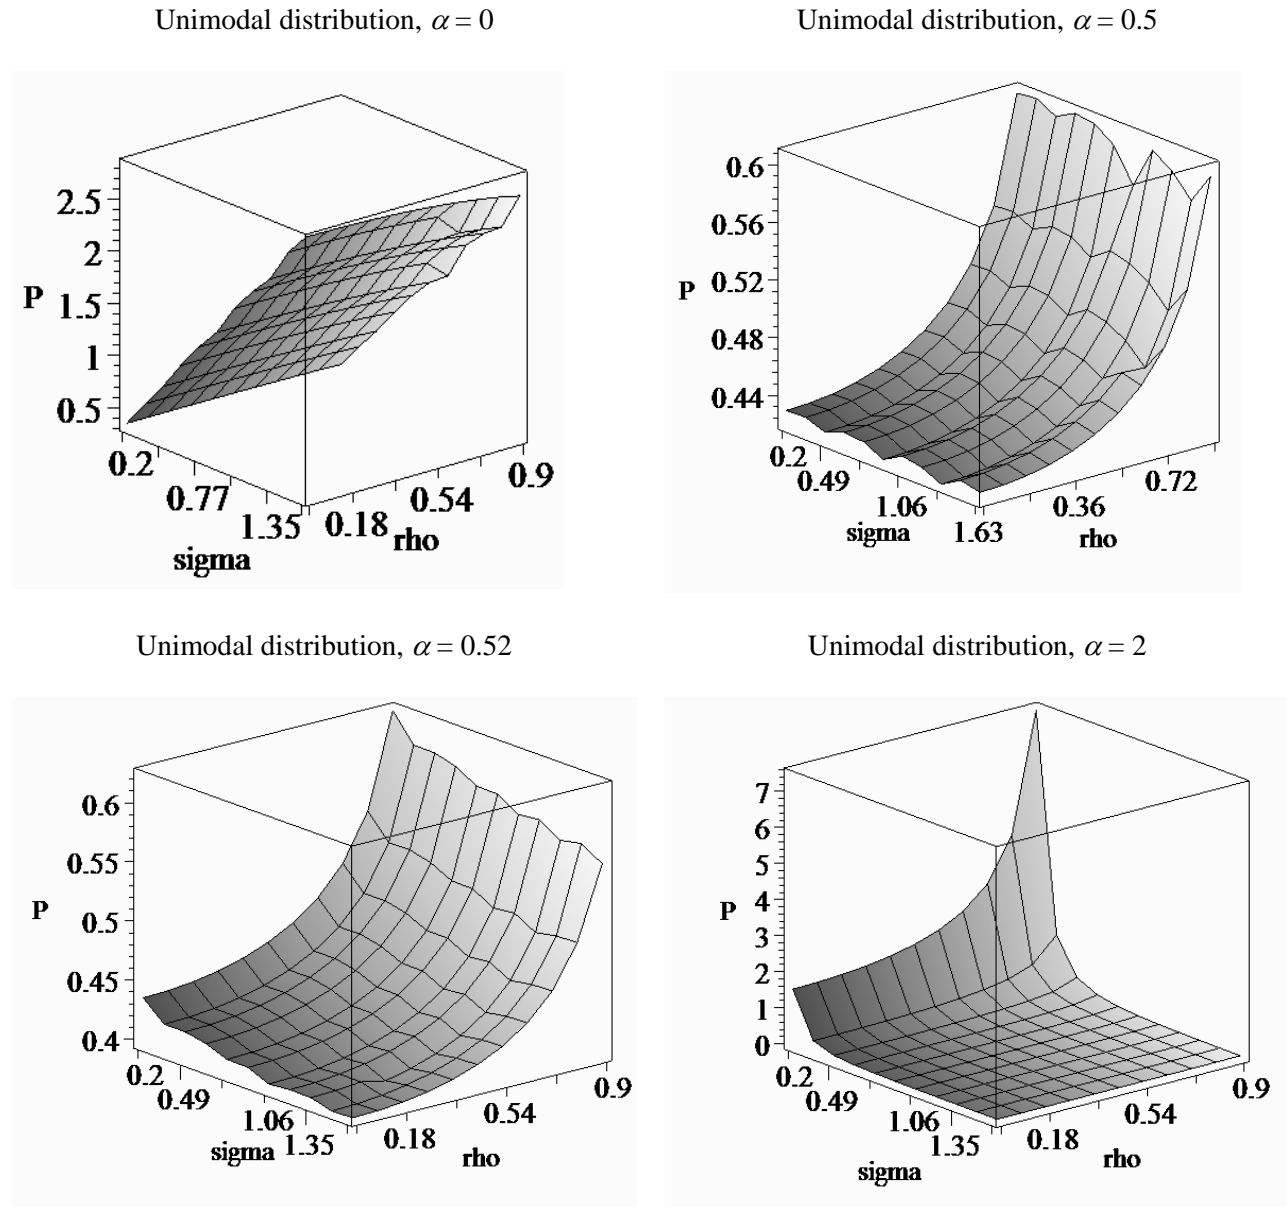 Unimodal distribution, α = 0
Unimodal distribution, α = 0.5
2.5
2
P 1.5
1
0.5
0.2
0.77
1.35
sigma
0.18
rho
0.54
0.9
0.6
0.56
P 0.52
0.48
0.44
0.2
0.49
1.06
sigma 1.63
0.36
rho
0.72
Unimodal distribution, α = 0.52
Unimodal distribution, α = 2
0.6
0.55
P 0.5
0.45
0.4
0.2
0.49
1.06
sigma 1.35
0.18
rho
0.54
0.9
7
6
5
P 4
3
2
1
0
0.2
0.49
1.06
1.35
sigma
0.18
rho
0.54
0.9